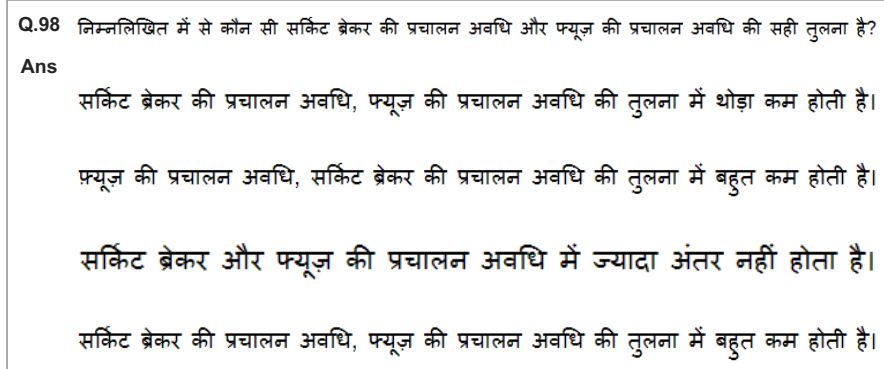 Q.98 निम्नलिखित में से कौन सी सर्किट ब्रेकर की प्रचालन अवधि और फ्यूज़ की प्रचालन अवधि की सही तुलना है?
Ans
सर्किट ब्रेकर की प्रचालन अवधि, फ्यूज़ की प्रचालन अवधि की तुलना में थोड़ा कम होती है।
फ़्यूज़ की प्रचालन अवधि, सर्किट ब्रेकर की प्रचालन अवधि की तुलना में बहुत कम होती है।
सर्किट ब्रेकर और फ्यूज़ की प्रचालन अवधि में ज्यादा अंतर नहीं होता है।
सर्किट ब्रेकर की प्रचालन अवधि, फ्यूज़ की प्रचालन अवधि की तुलना में बहुत कम होती है।